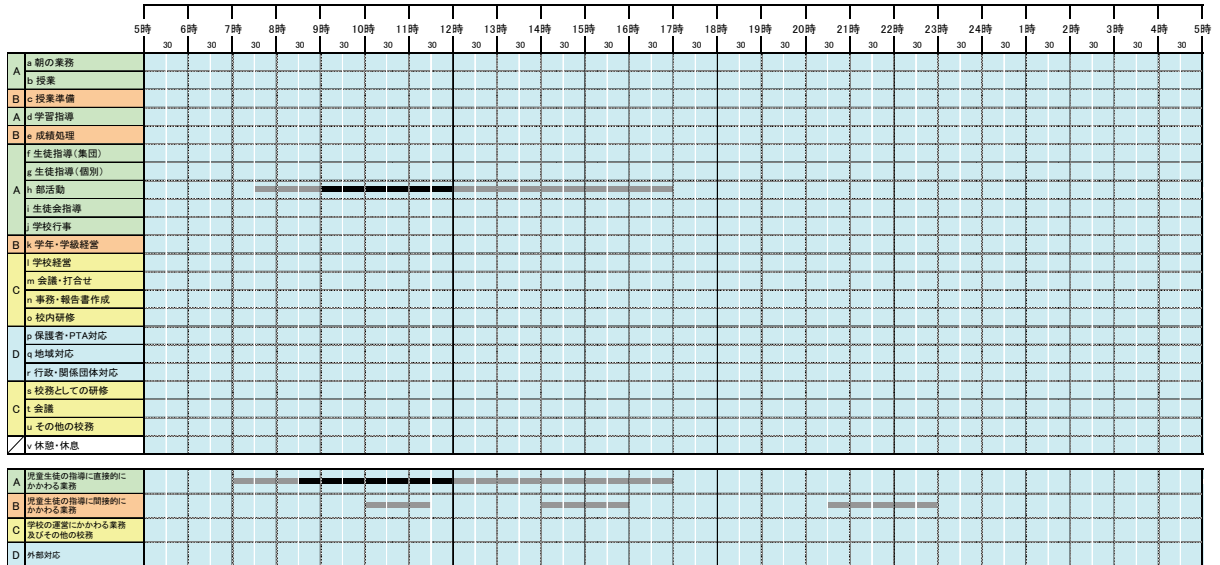 5時 6時 7時 8時 9時 10時 11時 12時 13時 14時 15時 16時 17時 18時 19時 20時 21時 22時 23時 24時 1時 2時 3時 4時 5時
30 30 30 30 30 30 30 30 30 30 30 30 30 30 30 30 30 30 30 30 30 30 30 30
A a 朝の業務
b 授業
B c 授業準備
A d 学習指導
B e 成績処理
A f 生徒指導(集団)
g 生徒指導(個別)
h 部活動
i 生徒会指導
j 学校行事
B k 学年・学級経営
C l 学校経営
m 会議・打合せ
n 事務・報告書作成
o 校内研修
D p 保護者・PTA対応
q 地域対応
r 行政・関係団体対応
C s 校務としての研修
t 会議
u その他の校務
v 休憩・休息
A 児童生徒の指導に直接的に
かかわる業務
B 児童生徒の指導に間接的に
かかわる業務
C 学校の運営にかかわる業務
及びその他の校務
D 外部対応